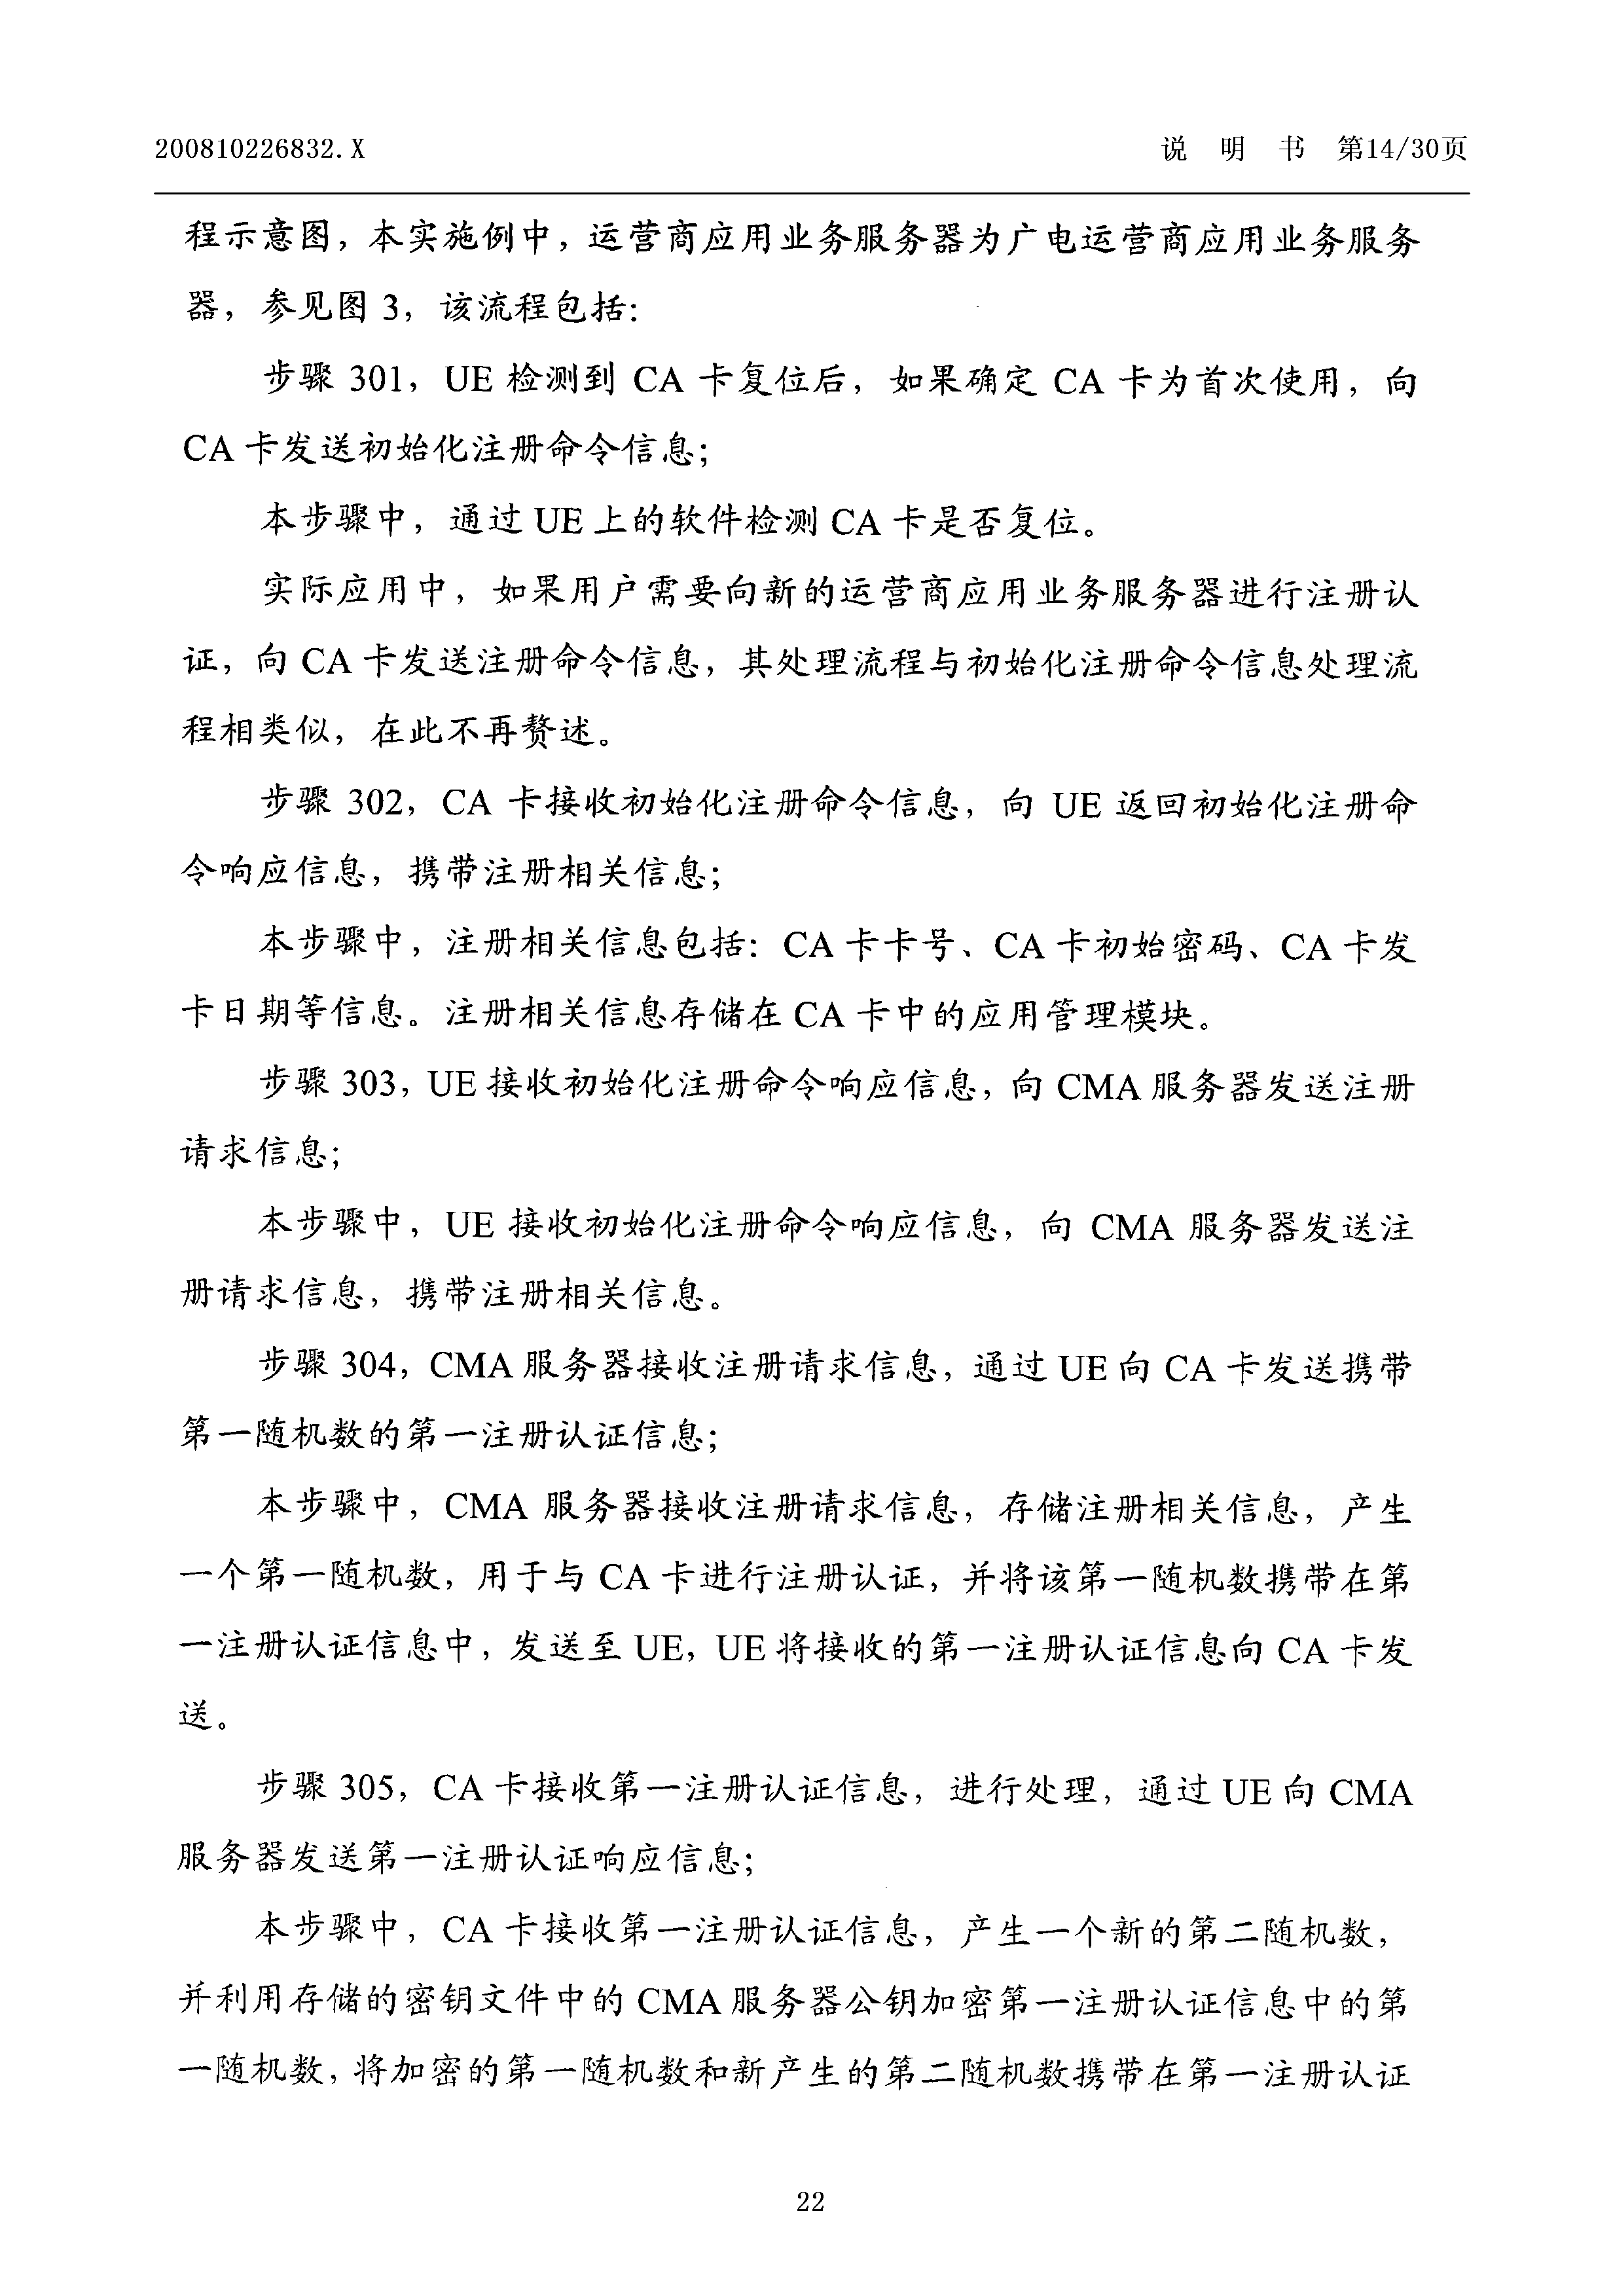 200810226832.X
说 明 书 第14/30页
程示意图，本实施例中，运营商应用业务服务器为广电运营商应用业务服务
器，参见图 3，该流程包括：
步骤 301，UE 检测到 CA 卡复位后，如果确定 CA 卡为首次使用，向
CA 卡发送初始化注册命令信息；
本步骤中，通过 UE 上的软件检测 CA 卡是否复位。
实际应用中，如果用户需要向新的运营商应用业务服务器进行注册认
证，向 CA 卡发送注册命令信息，其处理流程与初始化注册命令信息处理流
程相类似，在此不再赘述。
步骤 302，CA 卡接收初始化注册命令信息，向 UE 返回初始化注册命
令响应信息，携带注册相关信息；
本步骤中，注册相关信息包括：CA 卡卡号、CA 卡初始密码、CA 卡发
卡日期等信息。注册相关信息存储在 CA 卡中的应用管理模块。
步骤 303，UE 接收初始化注册命令响应信息，向 CMA 服务器发送注册
请求信息；
本步骤中，UE 接收初始化注册命令响应信息，向 CMA 服务器发送注
册请求信息，携带注册相关信息。
步骤 304，CMA 服务器接收注册请求信息，通过 UE 向 CA 卡发送携带
第一随机数的第一注册认证信息；
本步骤中，CMA 服务器接收注册请求信息，存储注册相关信息，产生
一个第一随机数，用于与 CA 卡进行注册认证，并将该第一随机数携带在第
一注册认证信息中，发送至 UE，UE 将接收的第一注册认证信息向 CA 卡发
送。
步骤 305，CA 卡接收第一注册认证信息，进行处理，通过 UE 向 CMA
服务器发送第一注册认证响应信息；
本步骤中，CA 卡接收第一注册认证信息，产生一个新的第二随机数，
并利用存储的密钥文件中的 CMA 服务器公钥加密第一注册认证信息中的第
一随机数，将加密的第一随机数和新产生的第二随机数携带在第一注册认证
22